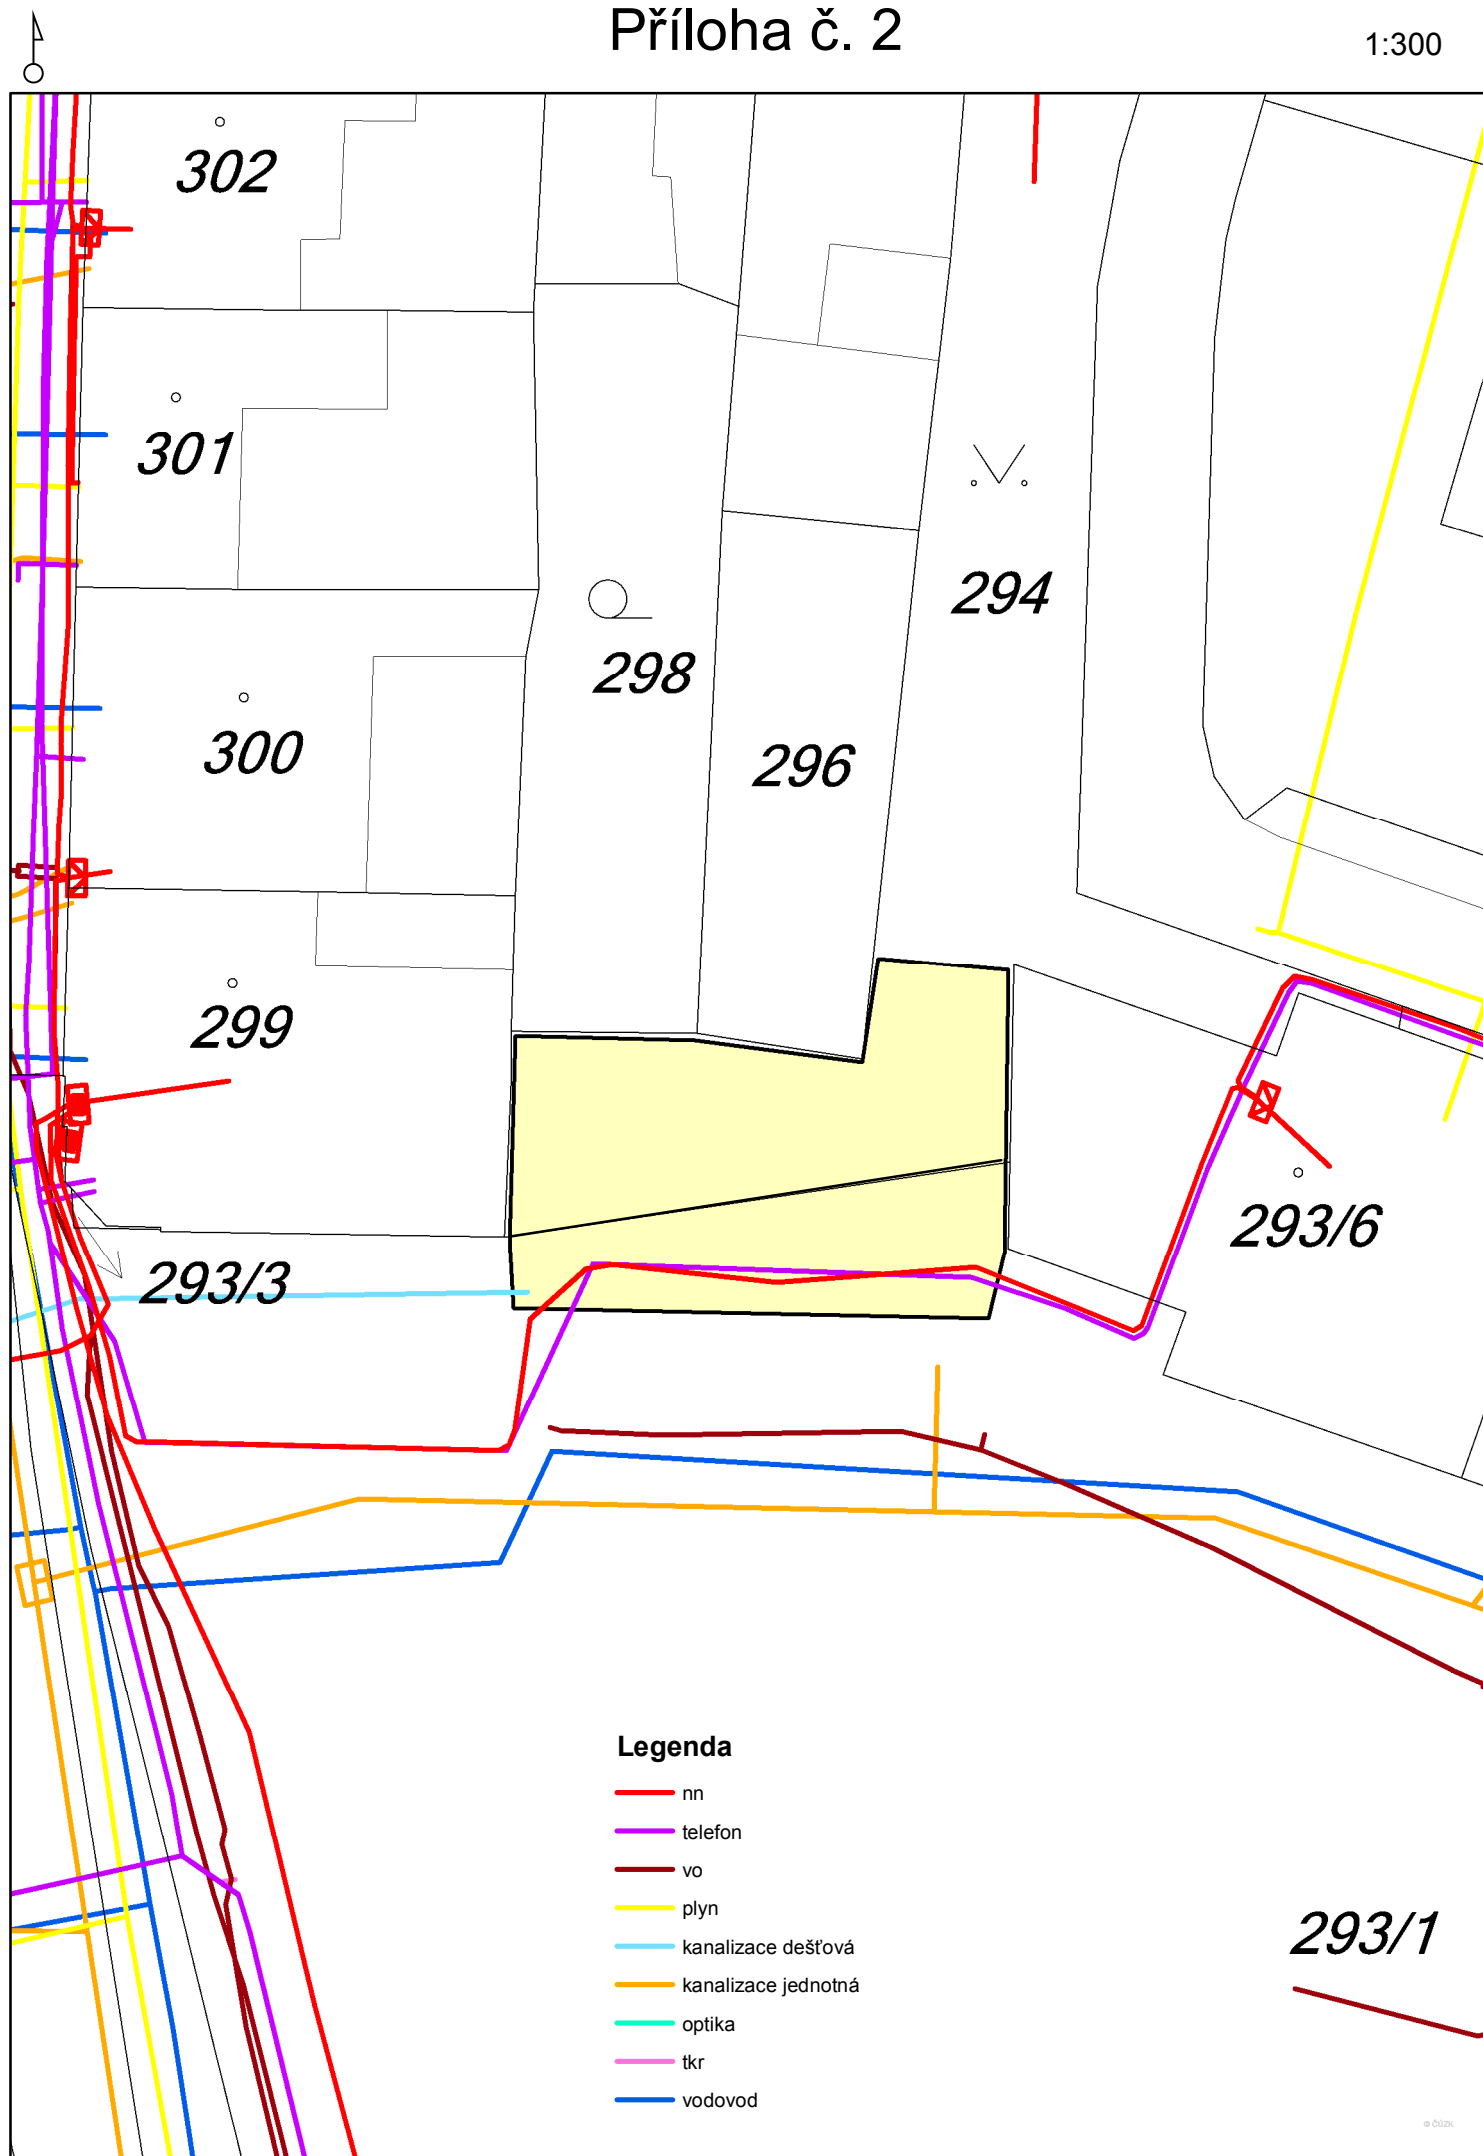 Příloha č. 2
1:300
302
301
294
298
300
296
299
293/6
293/3
Legenda
nn
telefon
vo
plyn
kanalizace dešťová
kanalizace jednotná
optika
tkr
vodovod
293/1
© ČÚZK